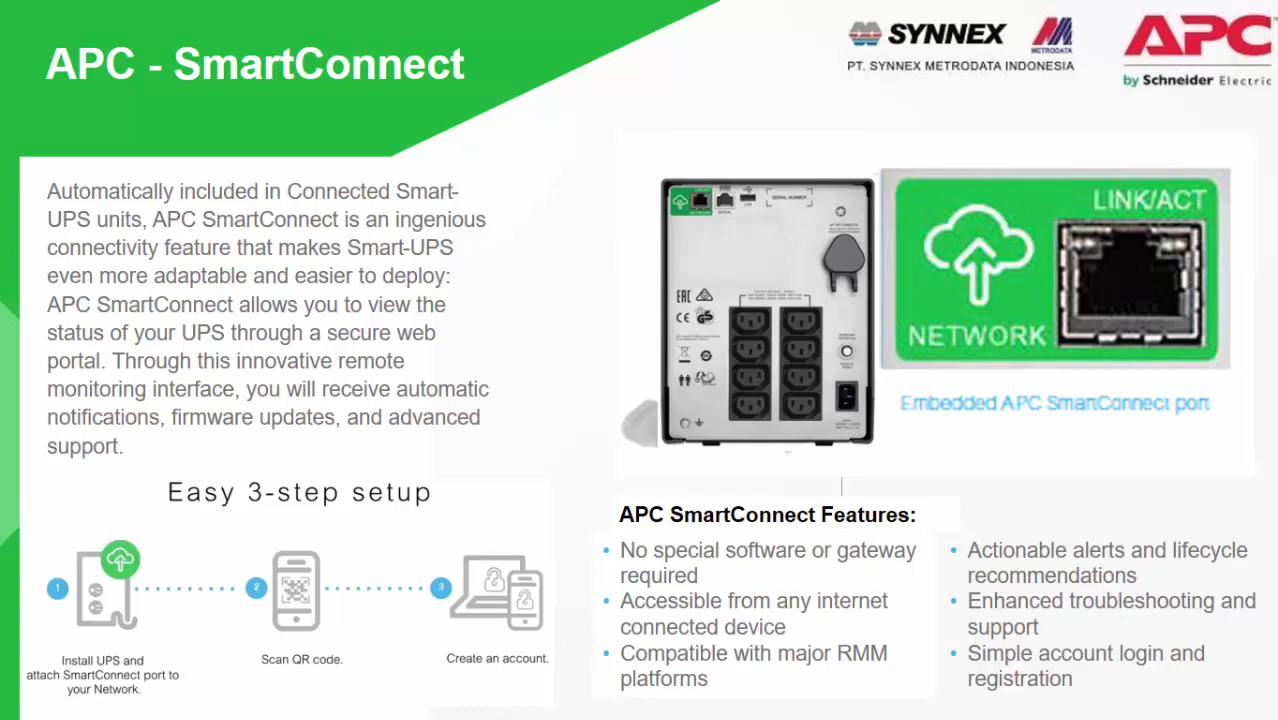 APC - SmartConnect
SYNNEX
METRODATA
PT. SYNNEX METRODATA INDONESIA
APC
by Schneider Electric
Automatically included in Connected Smart-
UPS units, APC SmartConnect is an ingenious
connectivity feature that makes Smart-UPS
even more adaptable and easier to deploy:
APC SmartConnect allows you to view the
status of your UPS through a secure web
portal. Through this innovative remote
monitoring interface, you will receive automatic
notifications, firmware updates, and advanced
support.
SERIAL NUMBER
EAC
CE
LINK/ACT
NETWORK
Embedded APC SmartConnect port
Easy 3-step setup
1
2
3
Install UPS and
attach SmartConnect port to
your Network.
Scan QR code.
Create an account.
APC SmartConnect Features:
• No special software or gateway
required
• Accessible from any internet
connected device
• Compatible with major RMM
platforms
• Actionable alerts and lifecycle
recommendations
• Enhanced troubleshooting and
support
• Simple account login and
registration